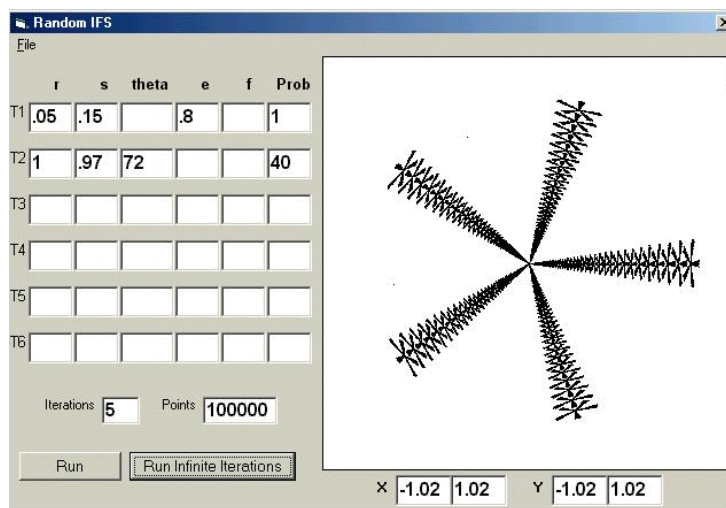 Random IFS
File
r s theta e f Prob
T1 .05 .15 .8 1
T2 1 .97 72 40
T3
T4
T5
T6
Iterations 5 Points 100000
Run Run Infinite Iterations
X -1.02 1.02 Y -1.02 1.02